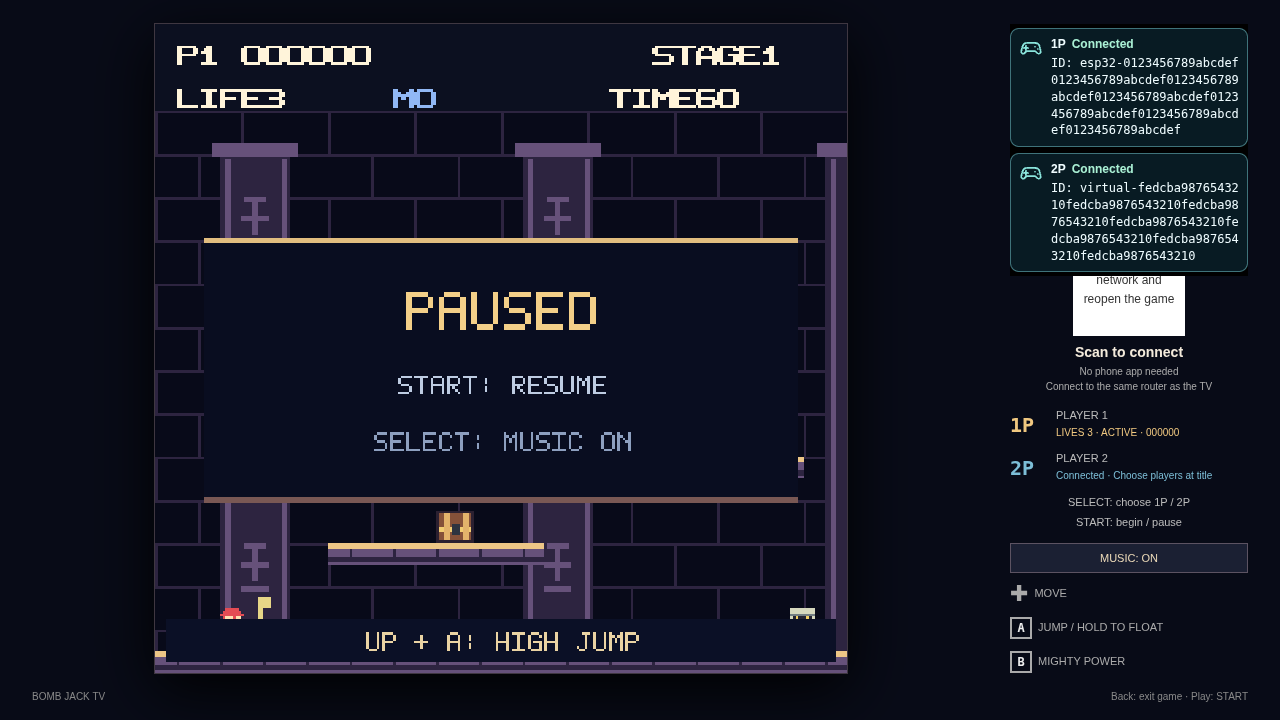 P1 000000
STAGE1
LIFE3
M0
TIME60
PAUSED
START: RESUME
SELECT: MUSIC ON
UP + A: HIGH JUMP
BOMB JACK TV
1P Connected
ID: esp32-0123456789abcdef
0123456789abcdef0123456789
abcdef0123456789abcdef0123
456789abcdef0123456789abcd
ef0123456789abcdef
2P Connected
ID: virtual-fedcba98765432
10fedcba9876543210fedcba98
76543210fedcba9876543210fe
dcba9876543210fedcba987654
3210fedcba9876543210
network and
reopen the game
Scan to connect
No phone app needed
Connect to the same router as the TV
1P
PLAYER 1
LIVES 3 · ACTIVE · 000000
2P
PLAYER 2
Connected · Choose players at title
SELECT: choose 1P / 2P
START: begin / pause
MUSIC: ON
MOVE
A JUMP / HOLD TO FLOAT
B MIGHTY POWER
Back: exit game · Play: START